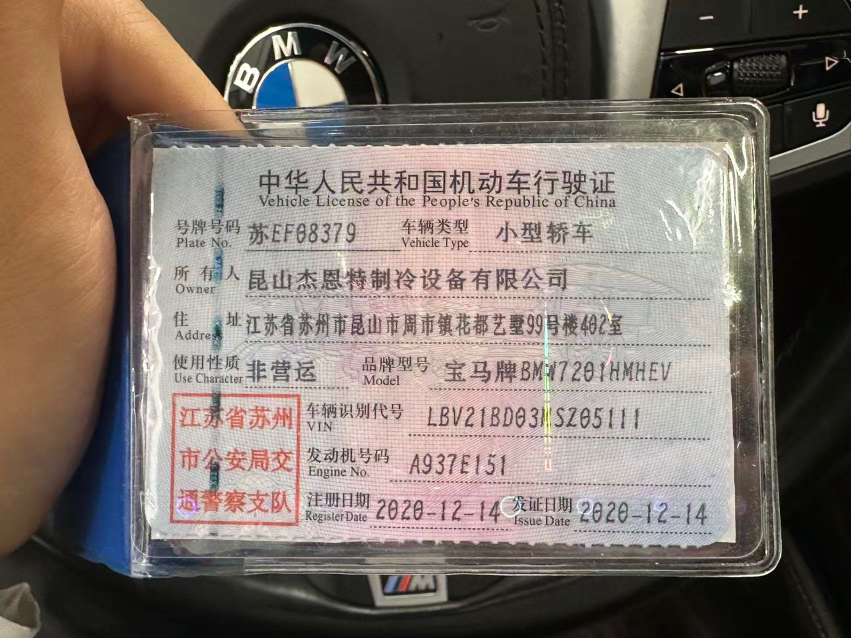 BMW
中华人民共和国机动车行驶证
Vehicle License of the People's Republic of China
号牌号码 苏EF08379 车辆类型 小型轿车
Plate No. Vehicle Type
所有人 昆山杰恩特制冷设备有限公司
Owner
住址 江苏省苏州市昆山市周市镇花都艺墅99号楼402室
Address
使用性质 非营运 品牌型号 宝马牌BMW7201HMHEV
Use Character Model
江苏省苏州 车辆识别代号 LBV21BD03MSZ05111
VIN
市公安局交 发动机号码 A937E151
Engine No.
通警察支队 注册日期 2020-12-14 发证日期 2020-12-14
Register Date Issue Date
M